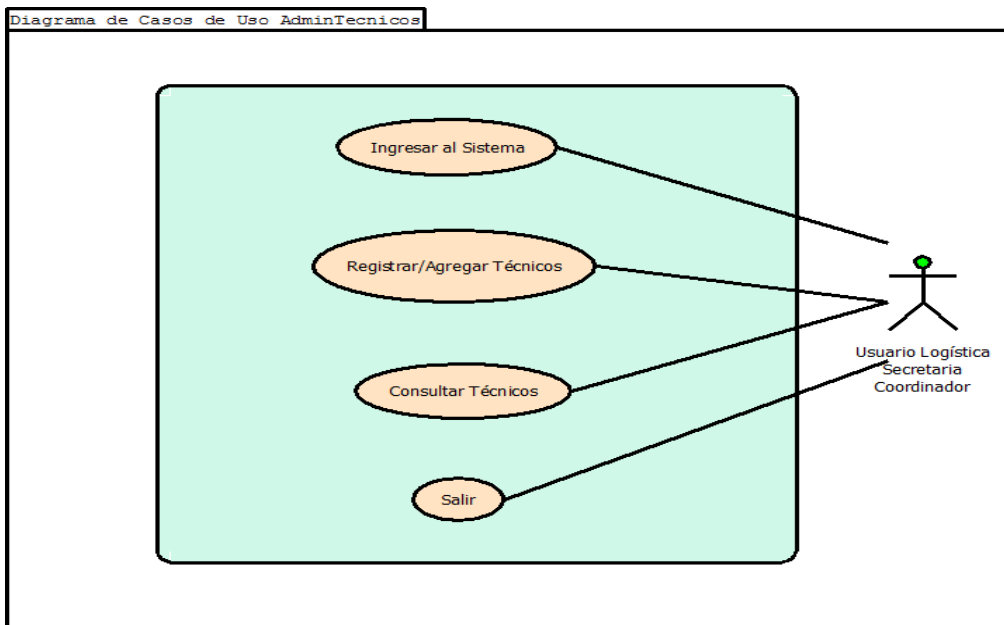 Diagrama de Casos de Uso AdminTecnicos
Ingresar al Sistema
Registrar/Agregar Técnicos
Consultar Técnicos
Salir
Usuario Logística
Secretaria
Coordinador